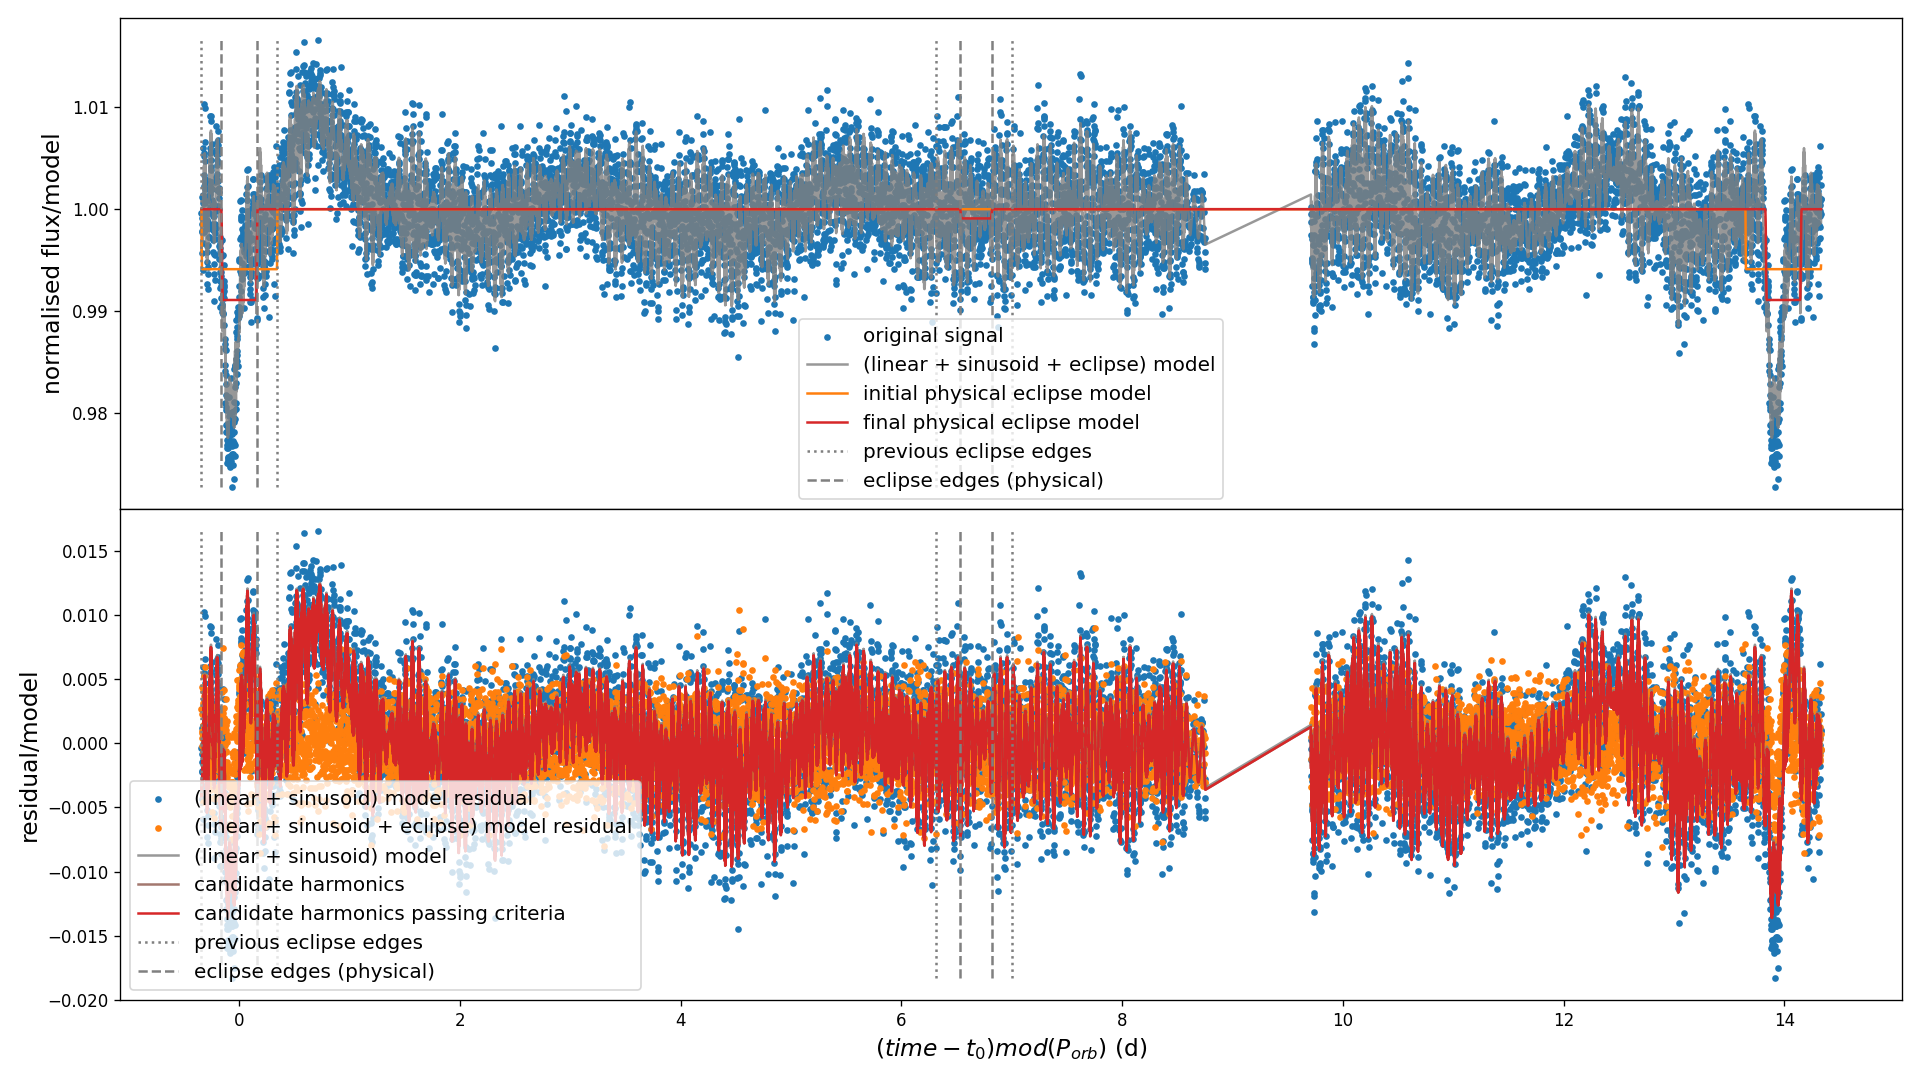 normalised flux/model
1.01
1.00
0.99
0.98
original signal
(linear + sinusoid + eclipse) model
initial physical eclipse model
final physical eclipse model
previous eclipse edges
eclipse edges (physical)
residual/model
0.015
0.010
0.005
0.000
−0.005
−0.010
−0.015
−0.020
(linear + sinusoid) model residual
(linear + sinusoid + eclipse) model residual
(linear + sinusoid) model
candidate harmonics
candidate harmonics passing criteria
previous eclipse edges
eclipse edges (physical)
0 2 4 6 8 10 12 14
(time − t₀)mod(Pₒᵣb) (d)